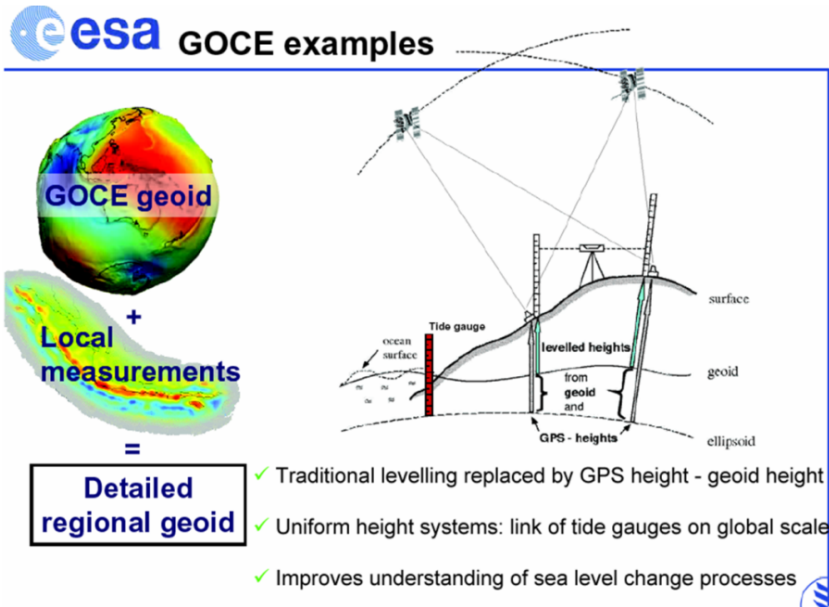 esa GOCE examples
GOCE geoid
+
Local
measurements
=
Detailed
regional geoid
Tide gauge
ocean
surface
levelled heights
from
geoid
and
GPS - heights
surface
geoid
ellipsoid
✓ Traditional levelling replaced by GPS height - geoid height
✓ Uniform height systems: link of tide gauges on global scale
✓ Improves understanding of sea level change processes